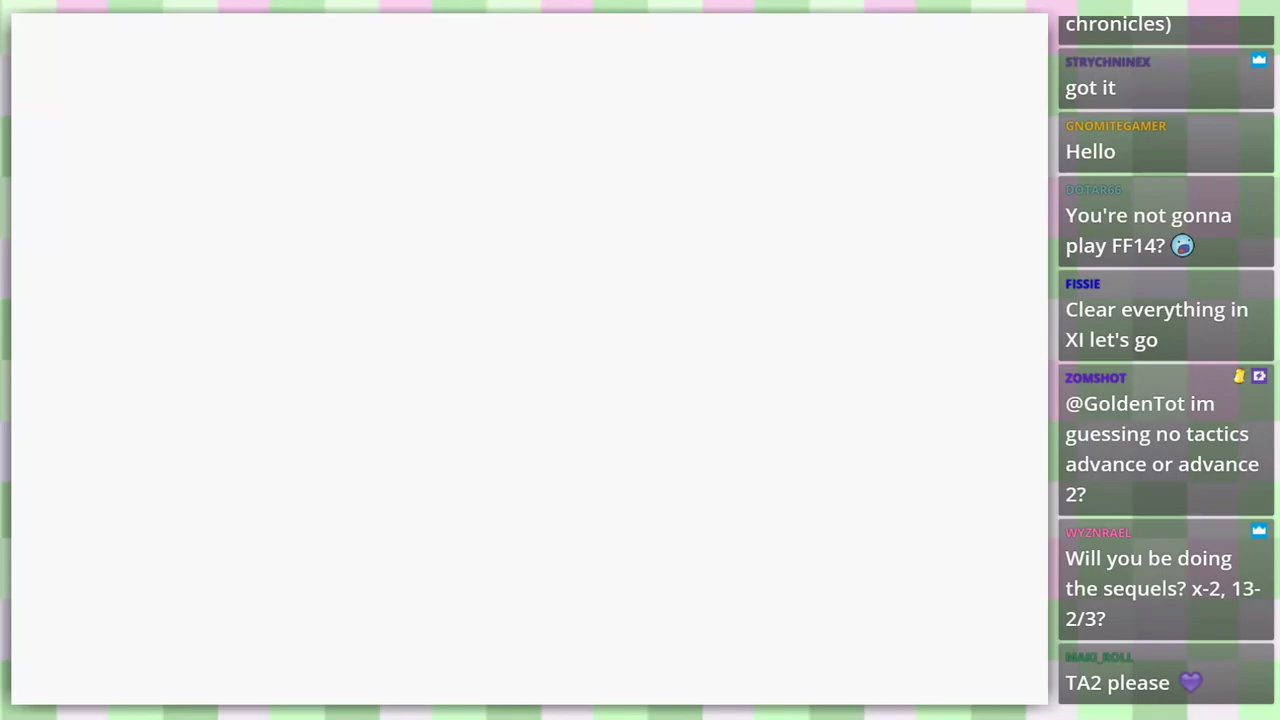 chronicles)
STRYCHNINEX
got it
GNOMITEGAMER
Hello
DOTAR66
You're not gonna
play FF14?
FISSIE
Clear everything in
XI let's go
ZOMSHOT
@GoldenTot im
guessing no tactics
advance or advance
2?
WYZNRAEL
Will you be doing
the sequels? x-2, 13-
2/3?
MAKI_ROLL
TA2 please